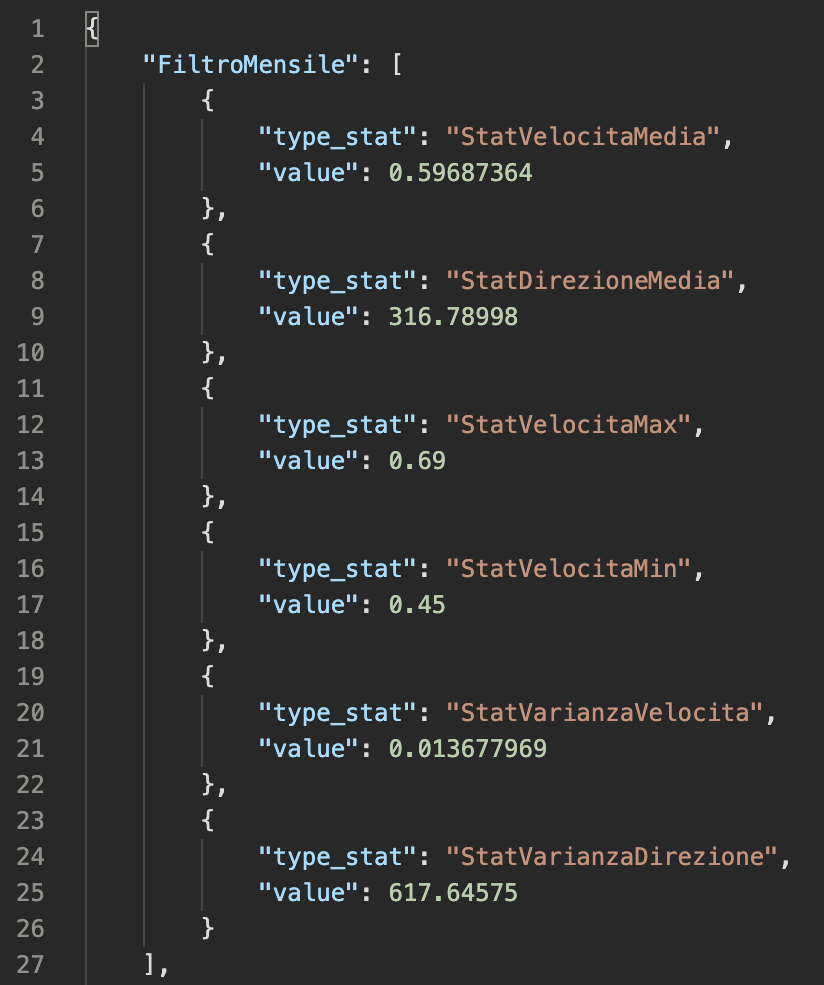 1 {
2     "FiltroMensile": [
3         {
4             "type_stat": "StatVelocitaMedia",
5             "value": 0.59687364
6         },
7         {
8             "type_stat": "StatDirezioneMedia",
9             "value": 316.78998
10         },
11         {
12             "type_stat": "StatVelocitaMax",
13             "value": 0.69
14         },
15         {
16             "type_stat": "StatVelocitaMin",
17             "value": 0.45
18         },
19         {
20             "type_stat": "StatVarianzaVelocita",
21             "value": 0.013677969
22         },
23         {
24             "type_stat": "StatVarianzaDirezione",
25             "value": 617.64575
26         }
27     ],